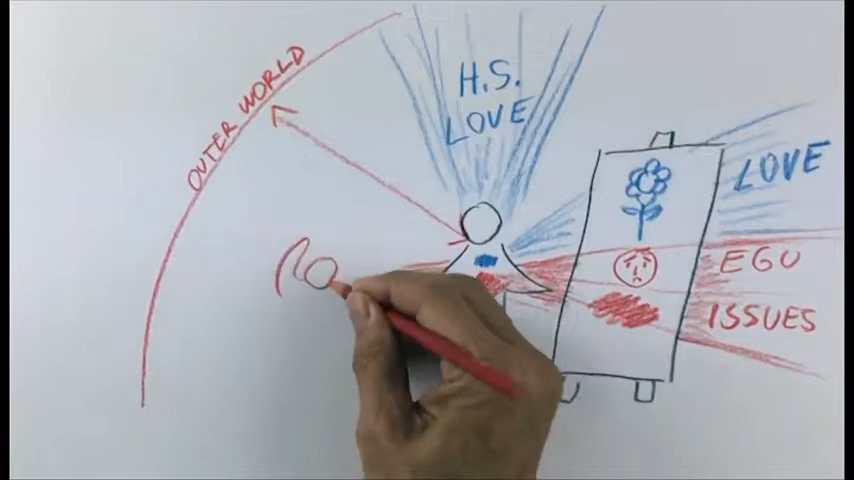 OUTER WORLD
H.S.
LOVE
LOVE
EGO
ISSUES